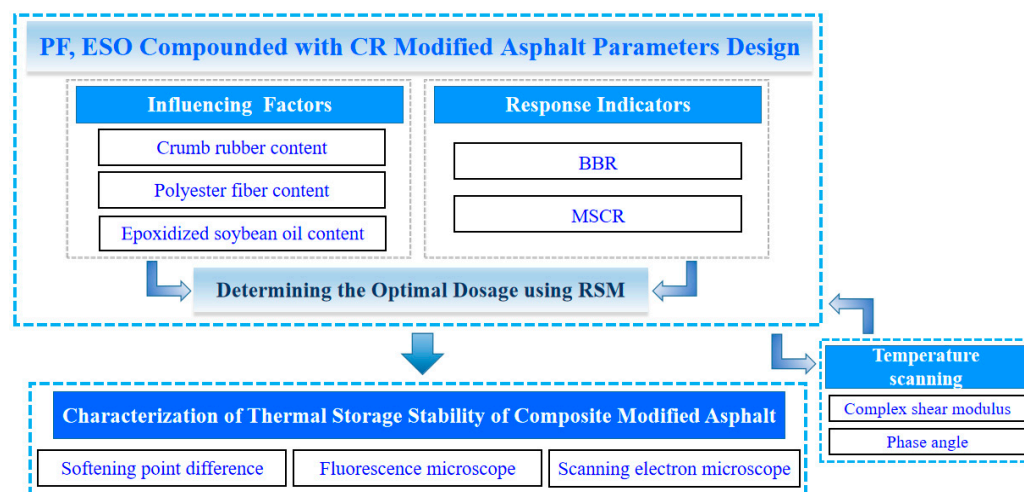 PF, ESO Compounded with CR Modified Asphalt Parameters Design
Influencing Factors
Crumb rubber content
Polyester fiber content
Epoxidized soybean oil content
Response Indicators
BBR
MSCR
Determining the Optimal Dosage using RSM
Temperature
scanning
Complex shear modulus
Phase angle
Characterization of Thermal Storage Stability of Composite Modified Asphalt
Softening point difference
Fluorescence microscope
Scanning electron microscope